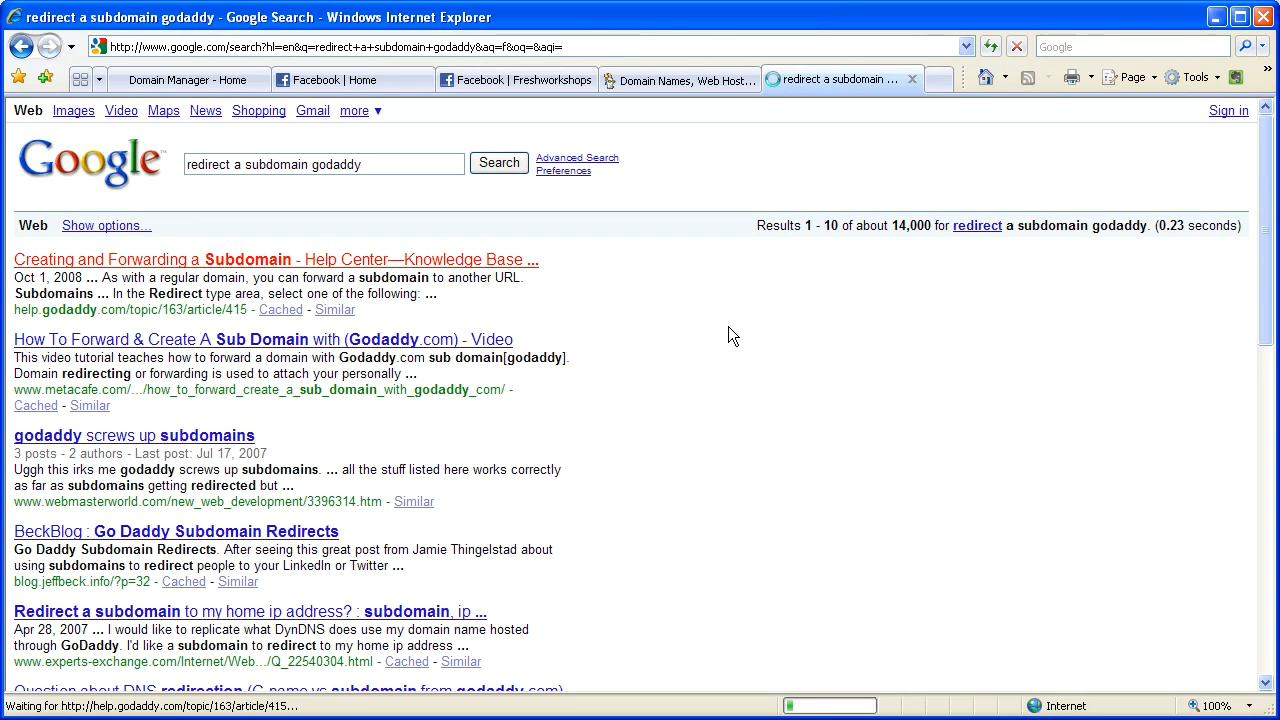 redirect a subdomain godaddy - Google Search - Windows Internet Explorer
http://www.google.com/search?hl=en&q=redirect+a+subdomain+godaddy&aq=f&oq=&aqi=
Google
Domain Manager - Home
Facebook | Home
Facebook | Freshworkshops
Domain Names, Web Host...
redirect a subdomain ...
Page
Tools
Web Images Video Maps News Shopping Gmail more ▼
Sign in
Google™
redirect a subdomain godaddy
Search
Advanced Search
Preferences
Web Show options...
Results 1 - 10 of about 14,000 for redirect a subdomain godaddy. (0.23 seconds)
Creating and Forwarding a Subdomain - Help Center—Knowledge Base ...
Oct 1, 2008 ... As with a regular domain, you can forward a subdomain to another URL.
Subdomains ... In the Redirect type area, select one of the following: ...
help.godaddy.com/topic/163/article/415 - Cached - Similar
How To Forward & Create A Sub Domain with (Godaddy.com) - Video
This video tutorial teaches how to forward a domain with Godaddy.com sub domain[godaddy].
Domain redirecting or forwarding is used to attach your personally ...
www.metacafe.com/.../how_to_forward_create_a_sub_domain_with_godaddy_com/ -
Cached - Similar
godaddy screws up subdomains
3 posts - 2 authors - Last post: Jul 17, 2007
Uggh this irks me godaddy screws up subdomains. ... all the stuff listed here works correctly
as far as subdomains getting redirected but ...
www.webmasterworld.com/new_web_development/3396314.htm - Similar
BeckBlog : Go Daddy Subdomain Redirects
Go Daddy Subdomain Redirects. After seeing this great post from Jamie Thingelstad about
using subdomains to redirect people to your LinkedIn or Twitter ...
blog.jeffbeck.info/?p=32 - Cached - Similar
Redirect a subdomain to my home ip address? : subdomain, ip ...
Apr 28, 2007 ... I would like to replicate what DynDNS does use my domain name hosted
through GoDaddy. I'd like a subdomain to redirect to my home ip address ...
www.experts-exchange.com/Internet/Web.../Q_22540304.html - Cached - Similar
Question about DNS redirection (C-name vs subdomain from godaddy.com)
Waiting for http://help.godaddy.com/topic/163/article/415...
Internet
100%